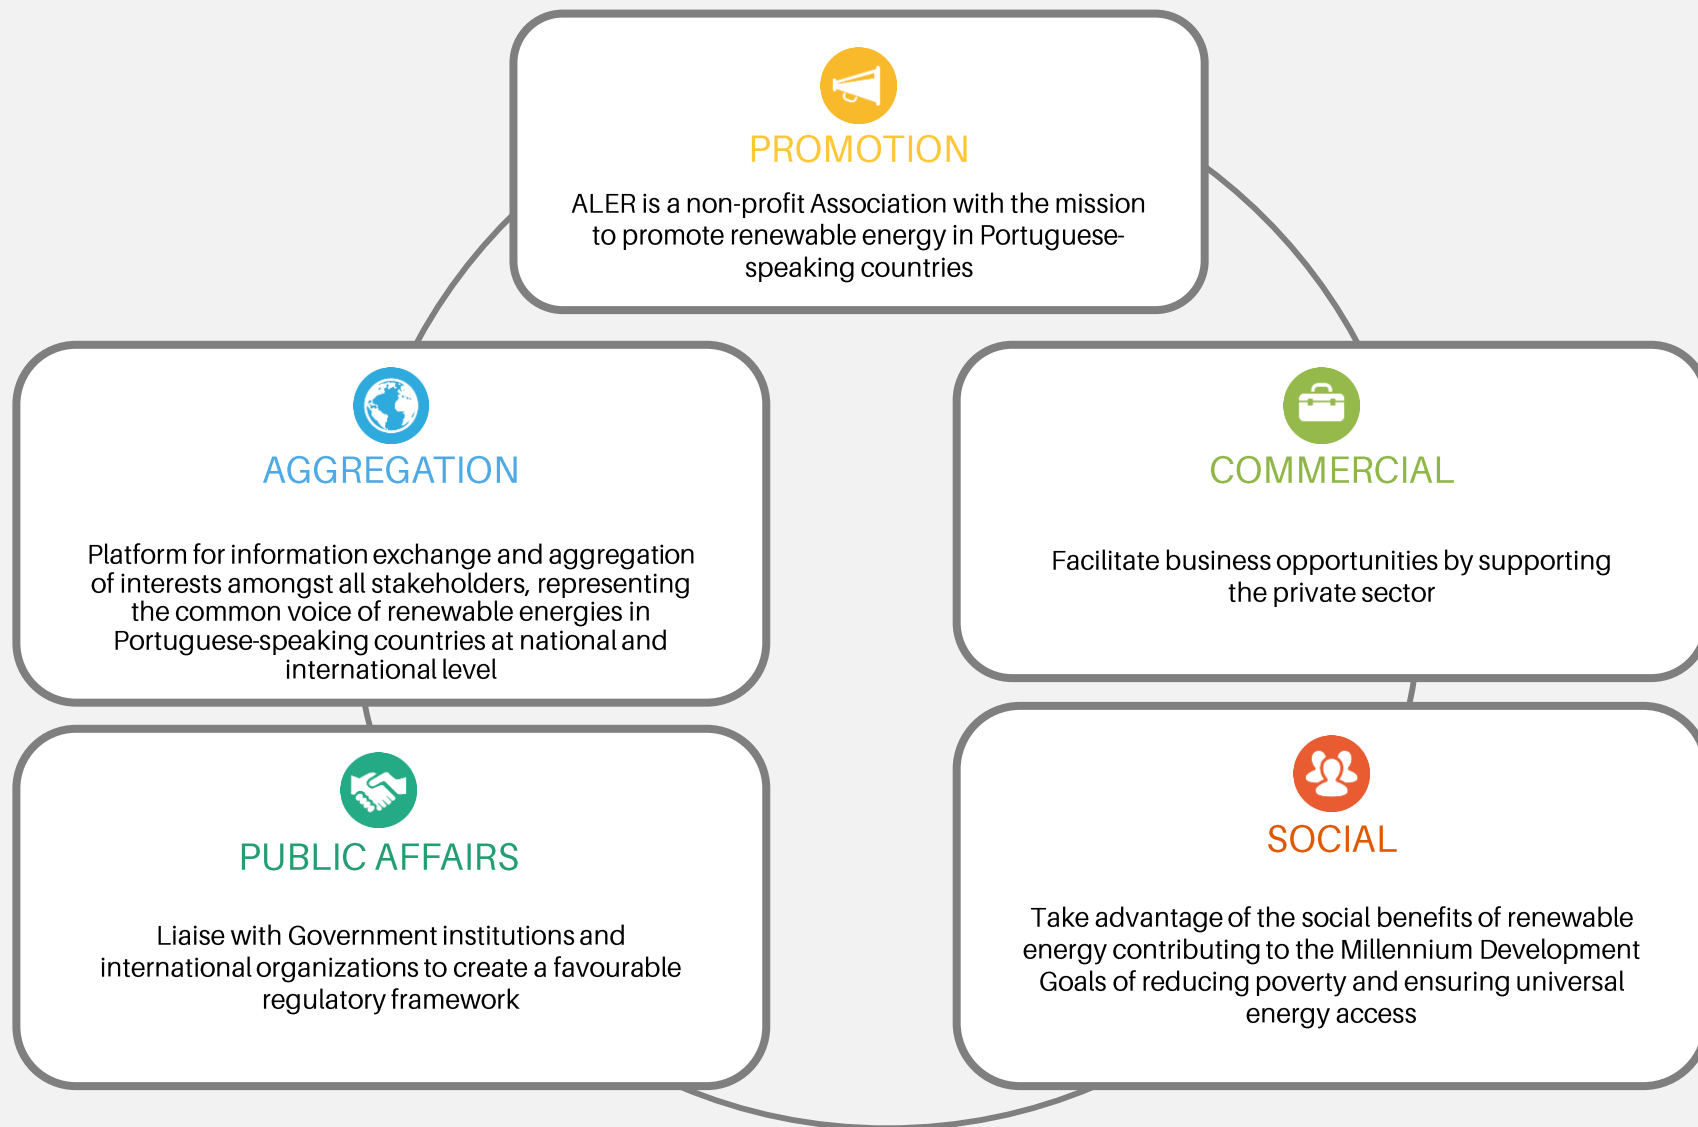 PROMOTION
ALER is a non-profit Association with the mission
to promote renewable energy in Portuguese-
speaking countries
AGGREGATION
Platform for information exchange and aggregation
of interests amongst all stakeholders, representing
the common voice of renewable energies in
Portuguese-speaking countries at national and
international level
COMMERCIAL
Facilitate business opportunities by supporting
the private sector
PUBLIC AFFAIRS
Liaise with Government institutions and
international organizations to create a favourable
regulatory framework
SOCIAL
Take advantage of the social benefits of renewable
energy contributing to the Millennium Development
Goals of reducing poverty and ensuring universal
energy access